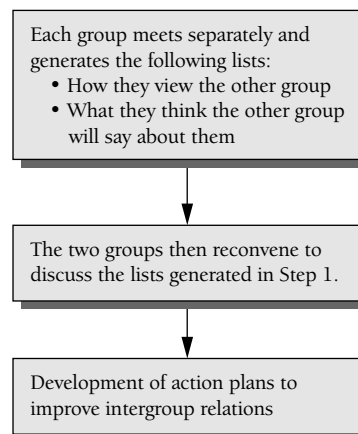 Each group meets separately and
generates the following lists:
• How they view the other group
• What they think the other group
will say about them
The two groups then reconvene to
discuss the lists generated in Step 1.
Development of action plans to
improve intergroup relations